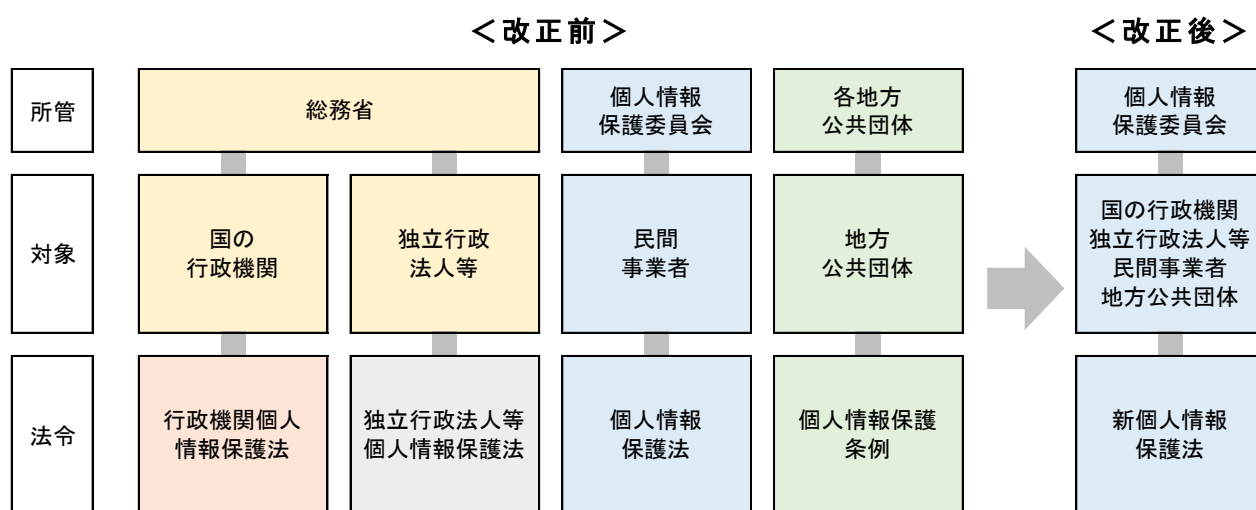 ＜改正前＞
＜改正後＞
所管
総務省
個人情報
保護委員会
各地方
公共団体
個人情報
保護委員会
対象
国の
行政機関
独立行政
法人等
民間
事業者
地方
公共団体
国の行政機関
独立行政法人等
民間事業者
地方公共団体
法令
行政機関個人
情報保護法
独立行政法人等
個人情報保護法
個人情報
保護法
個人情報保護
条例
新個人情報
保護法